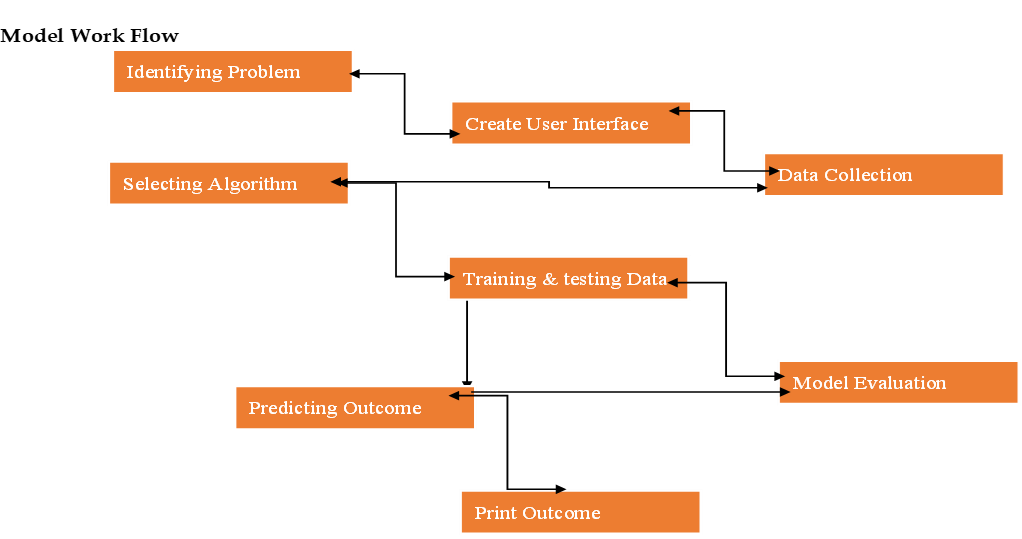 Model Work Flow
Identifying Problem
Create User Interface
Data Collection
Selecting Algorithm
Training & testing Data
Model Evaluation
Predicting Outcome
Print Outcome